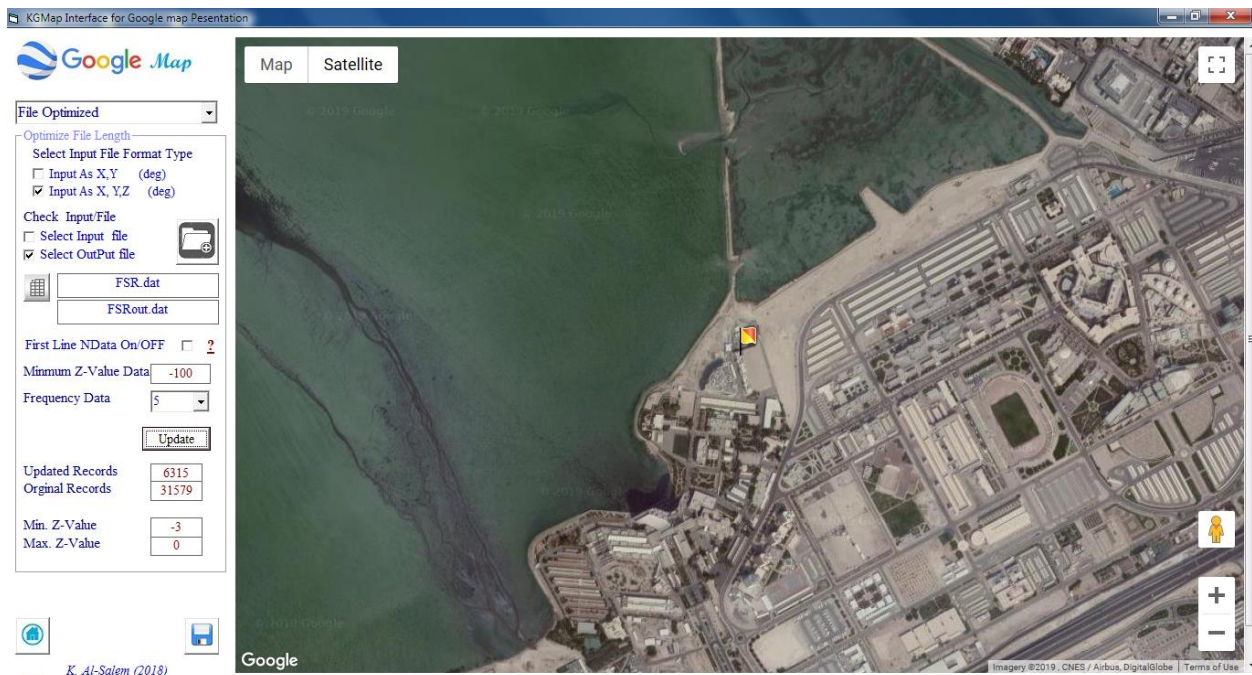 KGMap Interface for Google map Pesentation
Google Map
File Optimized
Optimize File Length
Select Input File Format Type
Input As X,Y (deg)
Input As X, Y,Z (deg)
Check Input/File
Select Input file
Select OutPut file
FSR.dat
FSRout.dat
First Line NData On/OFF ?
Minmum Z-Value Data -100
Frequency Data 5
Update
Updated Records 6315
Orginal Records 31579
Min. Z-Value -3
Max. Z-Value 0
K. Al-Salem (2018)
Map Satellite
© 2019 Google © 2019 Google
© 2019 Google
© 2019 Google
© 2019 Google
© 2019 Google
Google
Imagery ©2019 , CNES / Airbus, DigitalGlobe Terms of Use